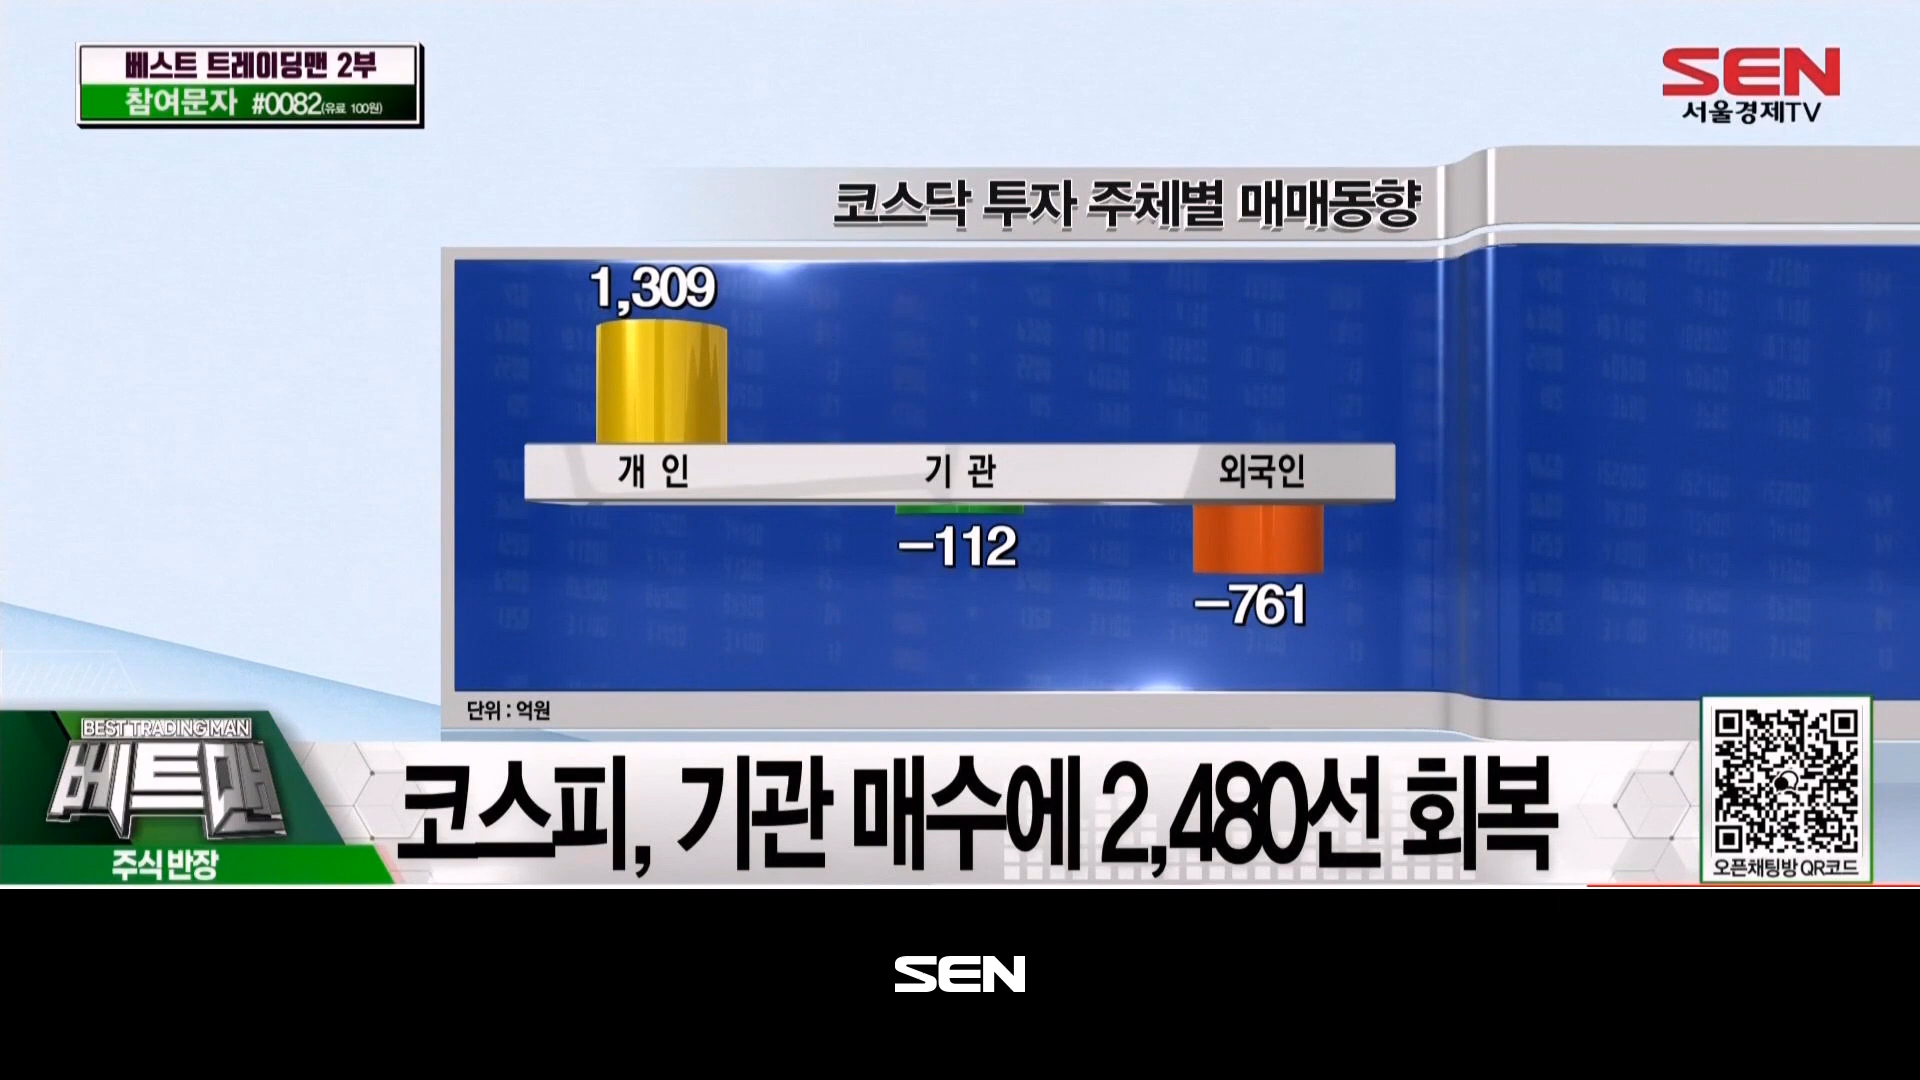 베스트 트레이딩맨 2부
참여문자 #0082(유료 100원)
SEN
서울경제TV
코스닥 투자 주체별 매매동향
1,309
개 인
기 관
외국인
-112
-761
단위 : 억원
BEST TRADING MAN
베트맨
주식 반장
코스피, 기관 매수에 2,480선 회복
오픈채팅방 QR코드
SEN